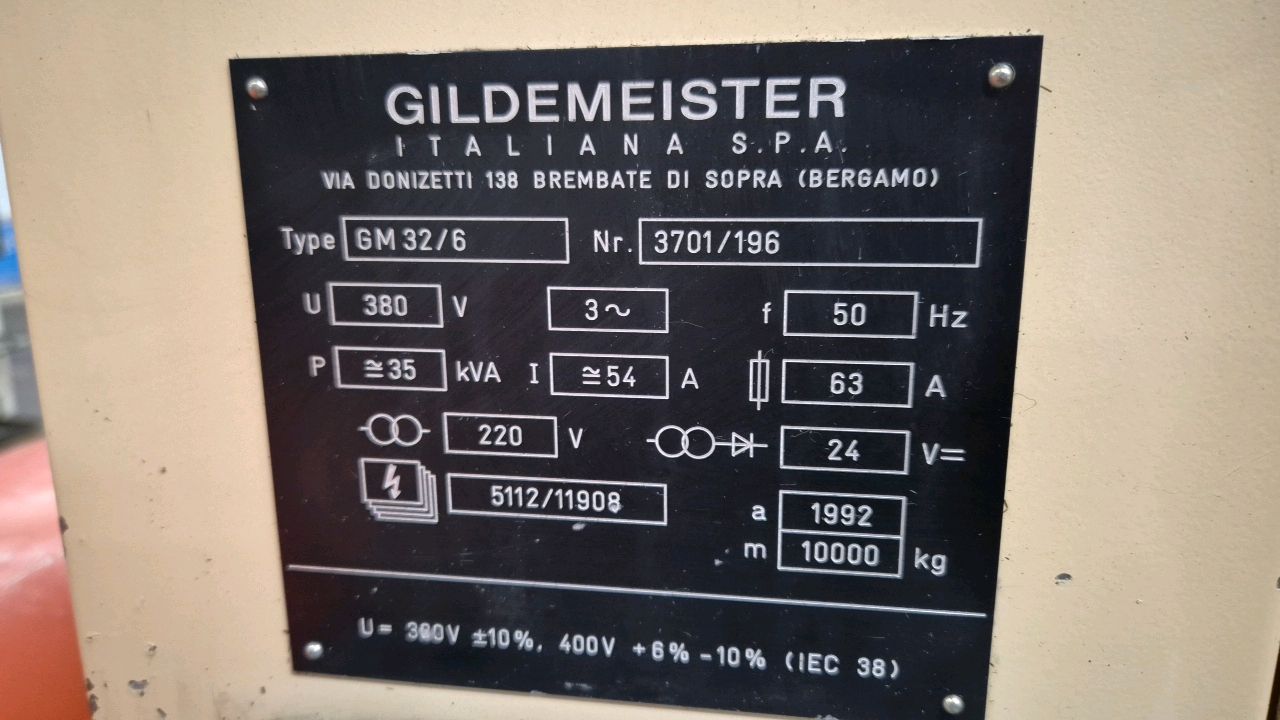 GILDEMEISTER
ITALIANA S.P.A.
VIA DONIZETTI 138 BREMBATE DI SOPRA (BERGAMO)
Type GM 32/6 Nr. 3701/196
U 380 V 3~ f 50 Hz
P ≅35 kVA I ≅54 A 63 A
220 V 24 V=
5112/11908 a 1992
m 10000 kg
U= 380V ±10%, 400V +6% -10% (IEC 38)